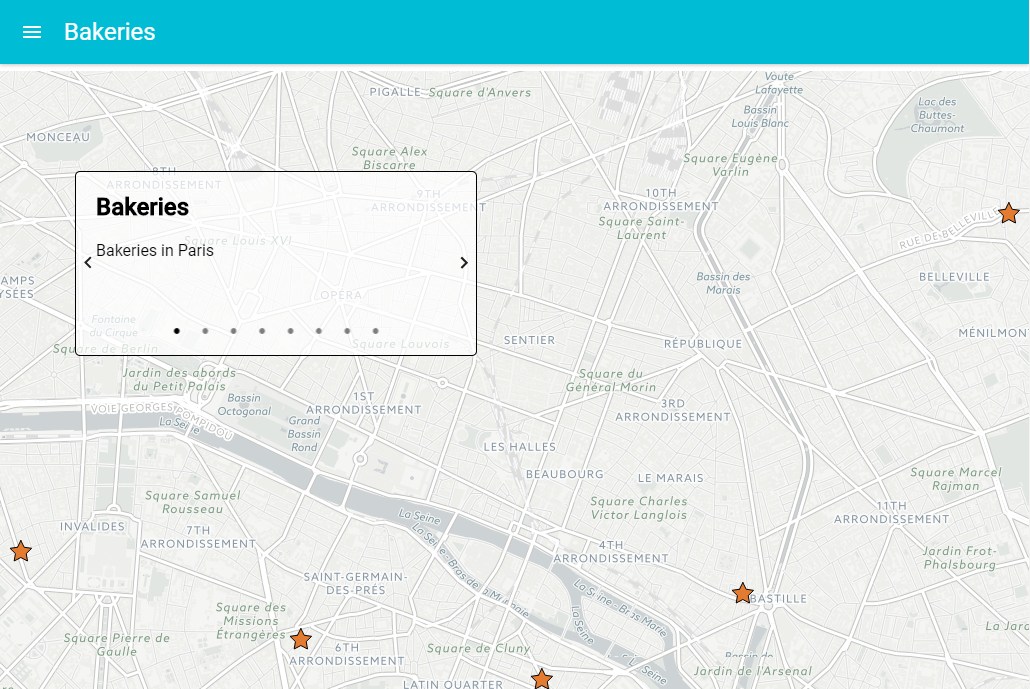 Bakeries
Voute
Lafayette
PIGALLE
Square d'Anvers
Lac des
Buttes-
Chaumont
Bassin
Louis Blanc
MONCEAU
Square Alex
Biscarre
Square Eugène
Varlin
8TH
ARRONDISSEMENT
9TH
ARRONDISSEMENT
10TH
ARRONDISSEMENT
Bakeries
Square Saint-
Laurent
RUE DE BELLEVILLE
Square Louis XVI
Bakeries in Paris
Bassin des
Marais
BELLEVILLE
AMPS
YSÉES
OPÉRA
Fontaine
du Cirque
Square Louvois
SENTIER
RÉPUBLIQUE
MÉNILMON
Square de Berlin
Jardin des abords
du Petit Palais
Square du
Général Morin
Bassin
Octogonal
1ST
ARRONDISSEMENT
3RD
ARRONDISSEMENT
VOIE GEORGES POMPIDOU
La Seine
Grand
Bassin
Rond
LES HALLES
BEAUBOURG
LE MARAIS
Square Marcel
Rajman
Square Samuel
Rousseau
Square Charles
Victor Langlois
11TH
ARRONDISSEMENT
INVALIDES
7TH
ARRONDISSEMENT
La Seine
4TH
ARRONDISSEMENT
Jardin Frot-
Phalsbourg
La Seine - Bras de la Monnaie
SAINT-GERMAIN-
DES-PRÉS
La Seine - Bras Marie
La Seine
BASTILLE
Square des
Missions
Étrangères
Square Pierre de
Gaulle
6TH
ARRONDISSEMENT
Square de Cluny
La Seine
La Jarc
Bassin de
Jardin de l'Arsenal
LATIN QUARTER